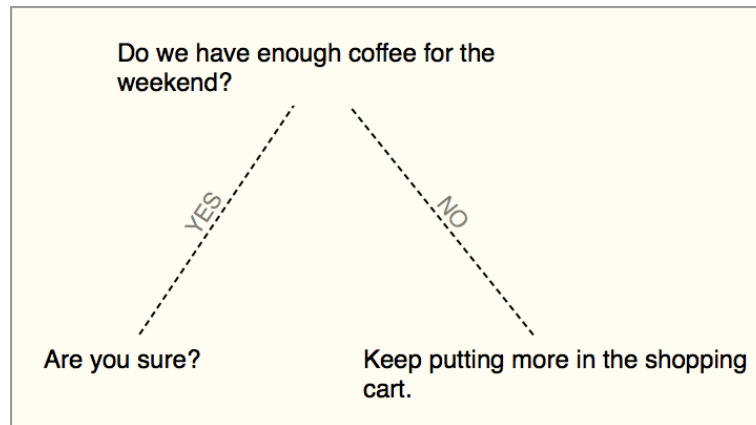 Do we have enough coffee for the
weekend?
YES
NO
Are you sure?
Keep putting more in the shopping
cart.